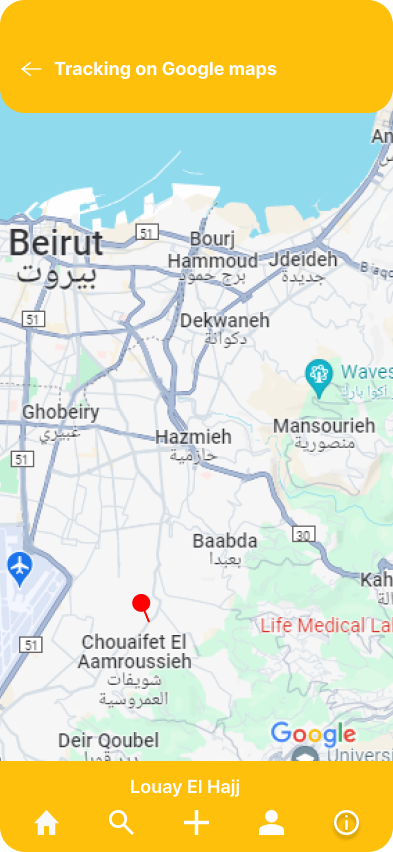 Tracking on Google maps
An
51
Beirut
بيروت
Bourj
Hammoud
برج حمود
Jdeideh
جديدة
51
Dekwaneh
دكوانة
Waves
أكوا بارك
Ghobeiry
غبيري
Mansourieh
منصورية
Hazmieh
حازمية
51
30
Baabda
بعبدا
Kah
الة
Life Medical Lab
51
Chouaifet El
Aamroussieh
شويفات
العمروسية
Google
Deir Qoubel
Universi
Louay El Hajj